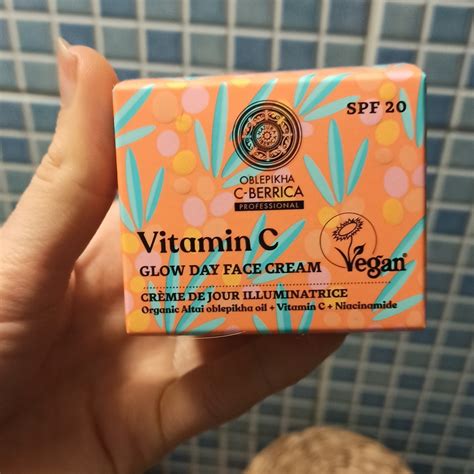 SPF 20
OBLEPIKHA
C-BERRICA
PROFESSIONAL
Vitamin C
GLOW DAY FACE CREAM
Vegan
CRÈME DE JOUR ILLUMINATRICE
Organic Altai oblepikha oil + Vitamin C + Niacinamide